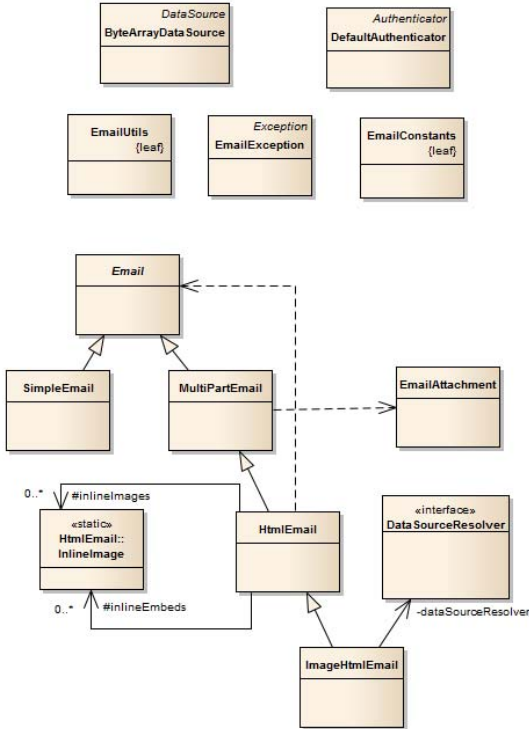 DataSource
ByteArrayDataSource
Authenticator
DefaultAuthenticator
EmailUtils
{leaf}
Exception
EmailException
EmailConstants
{leaf}
Email
SimpleEmail
MultiPartEmail
EmailAttachment
0..*
#inlineImages
«static»
HtmlEmail::
InlineImage
HtmlEmail
«interface»
DataSourceResolver
0..*
#inlineEmbeds
-dataSourceResolver
ImageHtmlEmail